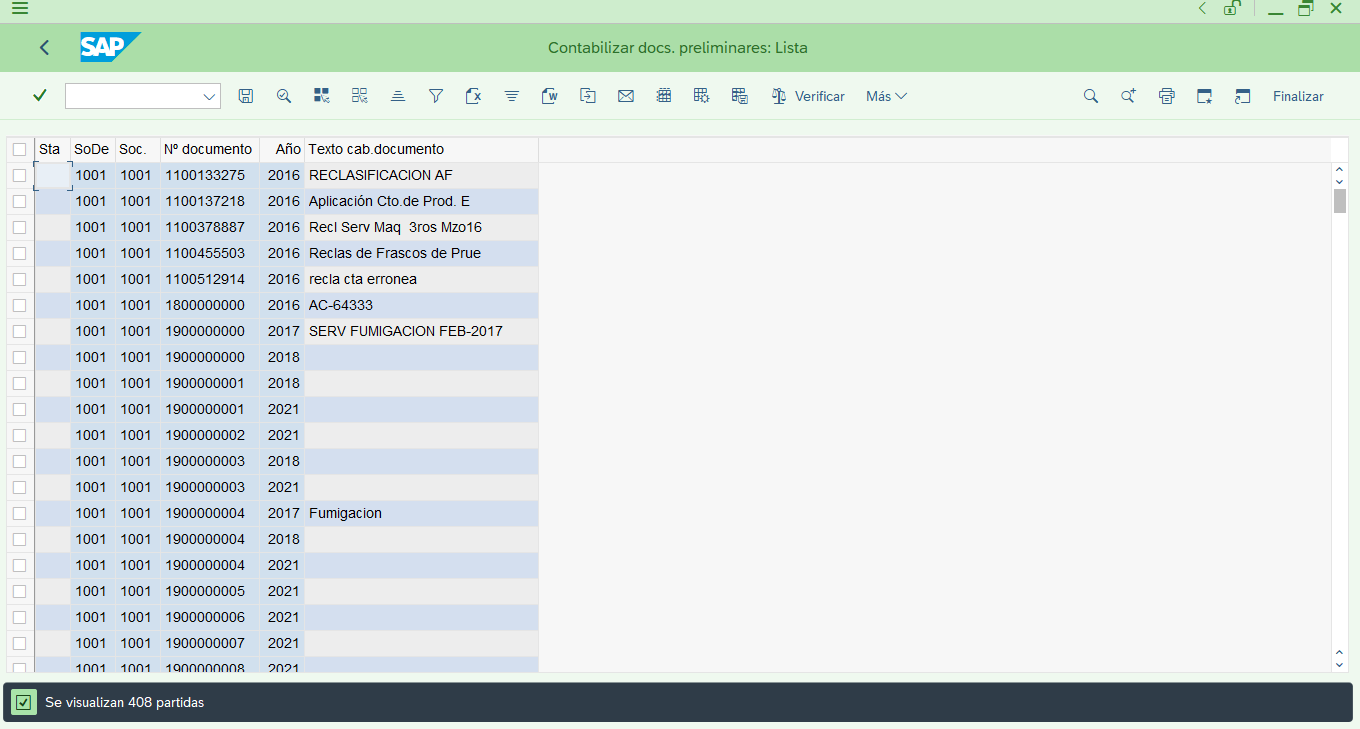 SAP
Contabilizar docs. preliminares: Lista
Verificar Más Finalizar
Sta SoDe Soc. Nº documento Año Texto cab.documento
1001 1001 1100133275 2016 RECLASIFICACION AF
1001 1001 1100137218 2016 Aplicación Cto.de Prod. E
1001 1001 1100378887 2016 Recl Serv Maq  3ros Mzo16
1001 1001 1100455503 2016 Reclas de Frascos de Prue
1001 1001 1100512914 2016 recla cta erronea
1001 1001 1800000000 2016 AC-64333
1001 1001 1900000000 2017 SERV FUMIGACION FEB-2017
1001 1001 1900000000 2018
1001 1001 1900000001 2018
1001 1001 1900000001 2021
1001 1001 1900000002 2021
1001 1001 1900000003 2018
1001 1001 1900000003 2021
1001 1001 1900000004 2017 Fumigacion
1001 1001 1900000004 2018
1001 1001 1900000004 2021
1001 1001 1900000005 2021
1001 1001 1900000006 2021
1001 1001 1900000007 2021
1001 1001 1900000008 2021
Se visualizan 408 partidas